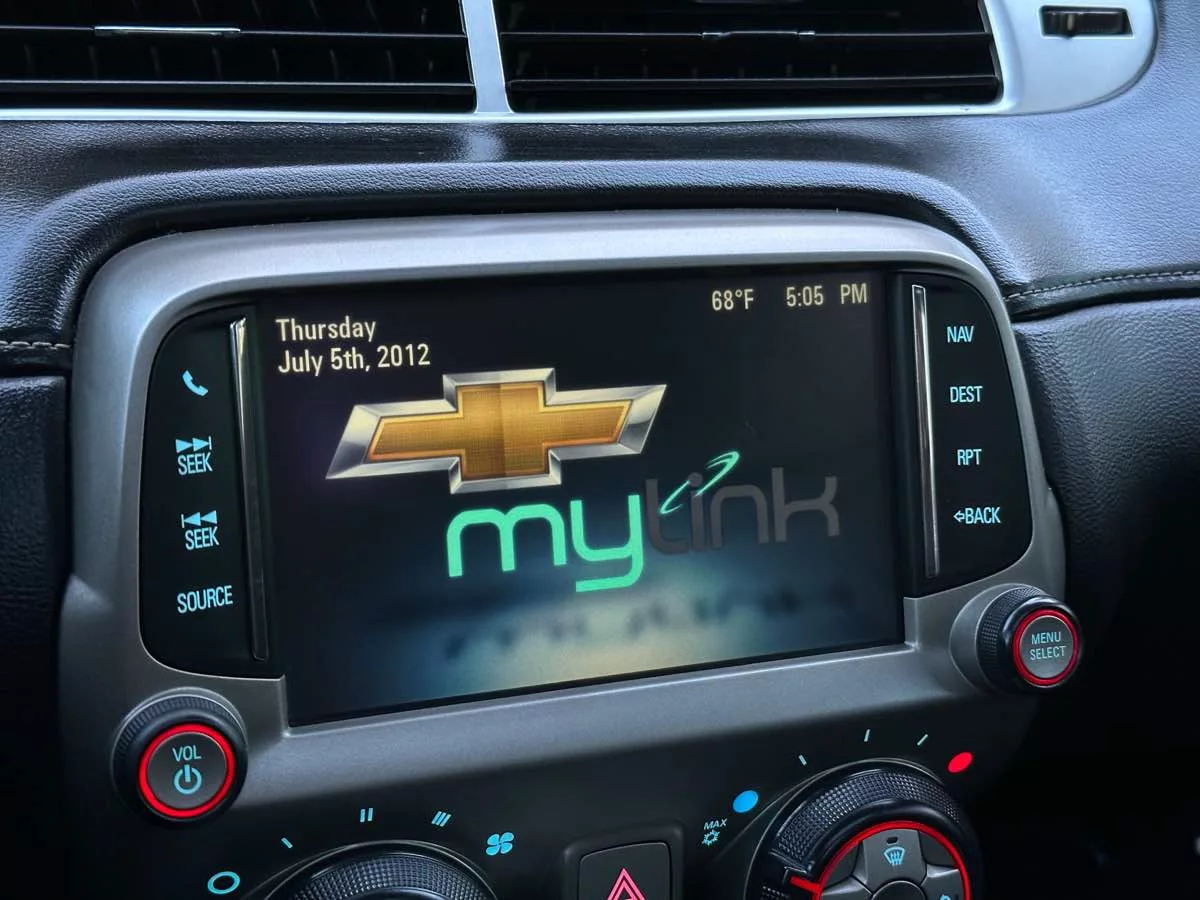 Thursday
July 5th, 2012
68°F 5:05 PM
mylink
SEEK
SEEK
SOURCE
VOL
NAV
DEST
RPT
⇦BACK
MENU
SELECT
MAX